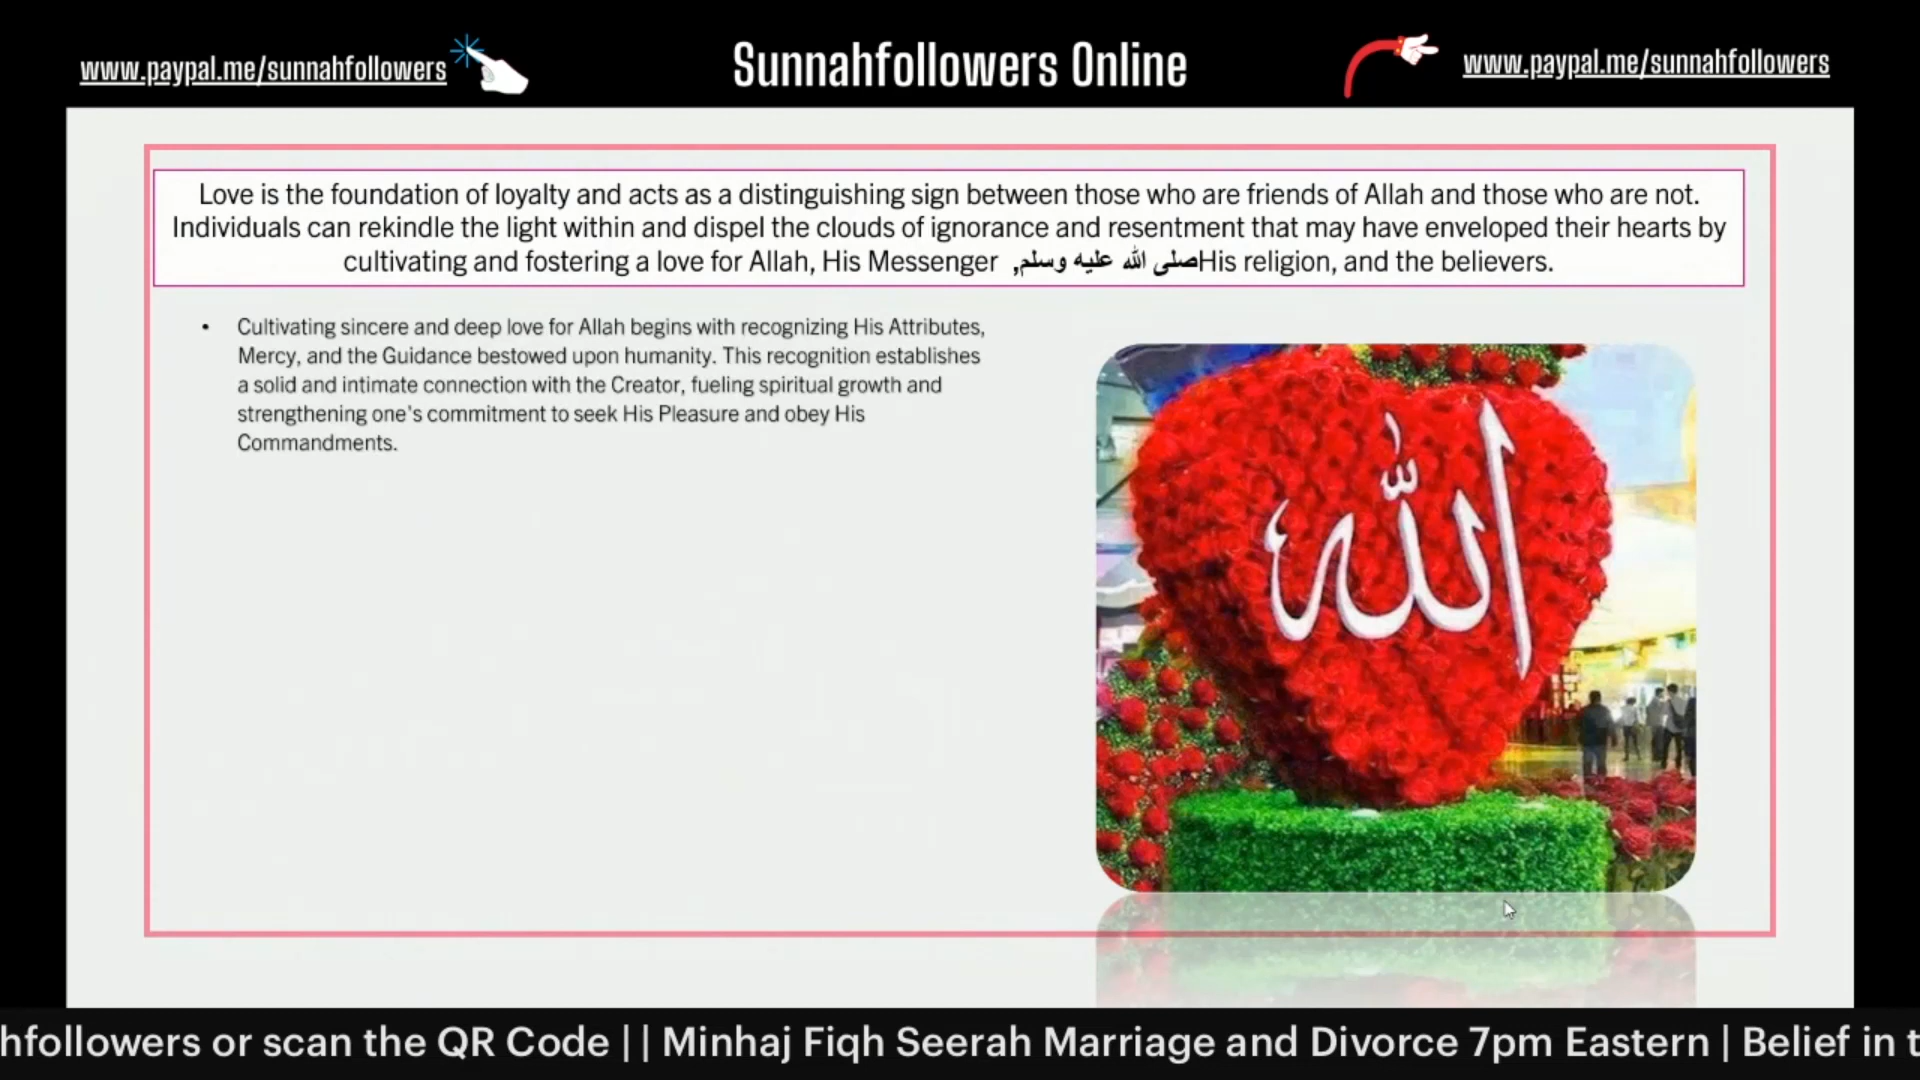 www.paypal.me/sunnahfollowers
Sunnahfollowers Online
www.paypal.me/sunnahfollowers
Love is the foundation of loyalty and acts as a distinguishing sign between those who are friends of Allah and those who are not.
Individuals can rekindle the light within and dispel the clouds of ignorance and resentment that may have enveloped their hearts by
cultivating and fostering a love for Allah, His Messenger صلى الله عليه وسلم, His religion, and the believers.
• Cultivating sincere and deep love for Allah begins with recognizing His Attributes,
Mercy, and the Guidance bestowed upon humanity. This recognition establishes
a solid and intimate connection with the Creator, fueling spiritual growth and
strengthening one's commitment to seek His Pleasure and obey His
Commandments.
الله
hfollowers or scan the QR Code || Minhaj Fiqh Seerah Marriage and Divorce 7pm Eastern | Belief in t